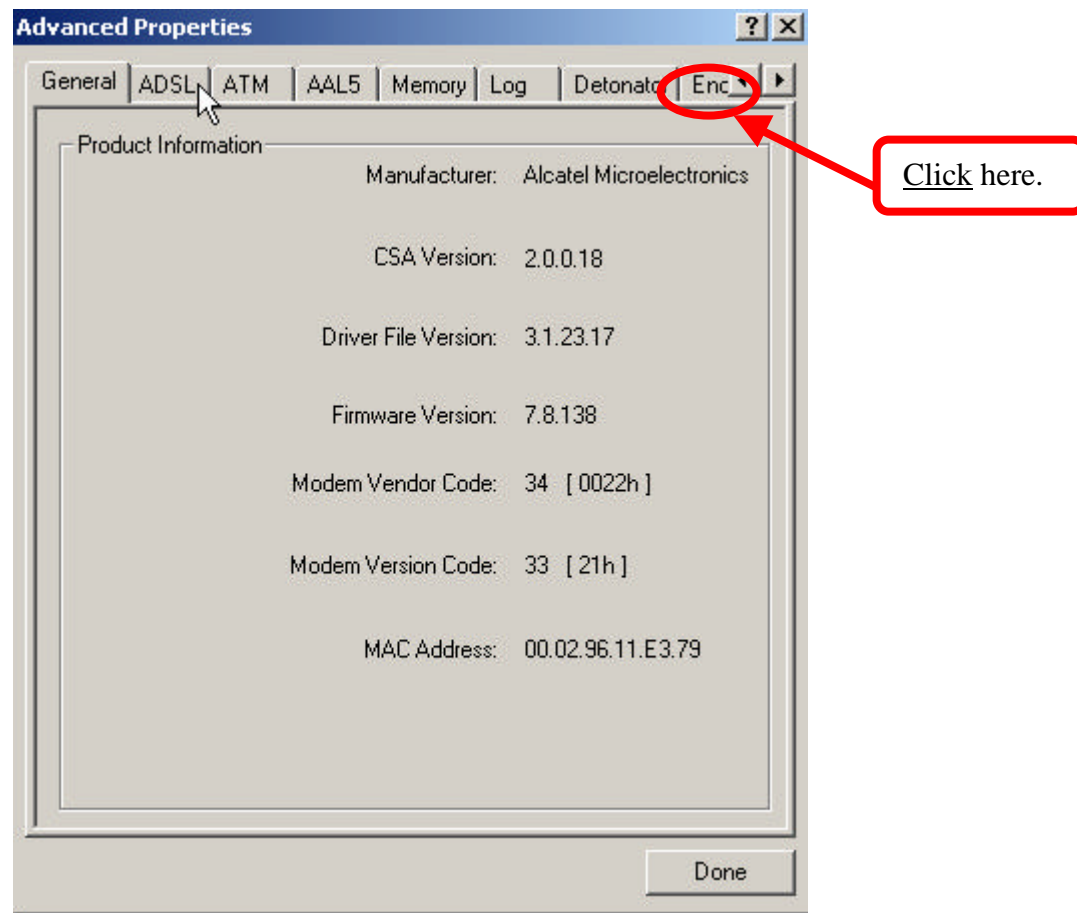 Advanced Properties
General ADSL ATM AAL5 Memory Log Detonator Enc
Product Information
Manufacturer: Alcatel Microelectronics
Click here.
CSA Version: 2.0.0.18
Driver File Version: 3.1.23.17
Firmware Version: 7.8.138
Modem Vendor Code: 34 [ 0022h ]
Modem Version Code: 33 [ 21h ]
MAC Address: 00.02.96.11.E3.79
Done